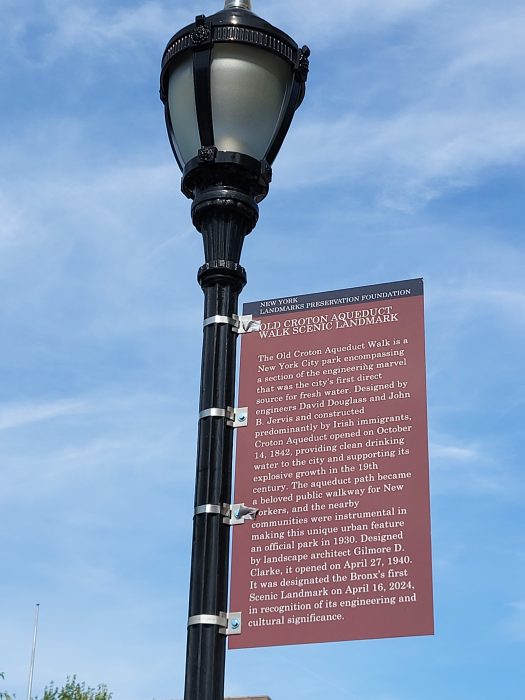 NEW YORK
LANDMARKS PRESERVATION FOUNDATION
OLD CROTON AQUEDUCT
WALK SCENIC LANDMARK
The Old Croton Aqueduct Walk is a
New York City park encompassing
a section of the engineering marvel
that was the city's first direct
source for fresh water. Designed by
engineers David Douglass and John
B. Jervis and constructed
predominantly by Irish immigrants,
Croton Aqueduct opened on October
14, 1842, providing clean drinking
water to the city and supporting its
explosive growth in the 19th
century. The aqueduct path became
a beloved public walkway for New
orkers, and the nearby
communities were instrumental in
making this unique urban feature
an official park in 1930. Designed
by landscape architect Gilmore D.
Clarke, it opened on April 27, 1940.
It was designated the Bronx's first
Scenic Landmark on April 16, 2024,
in recognition of its engineering and
cultural significance.